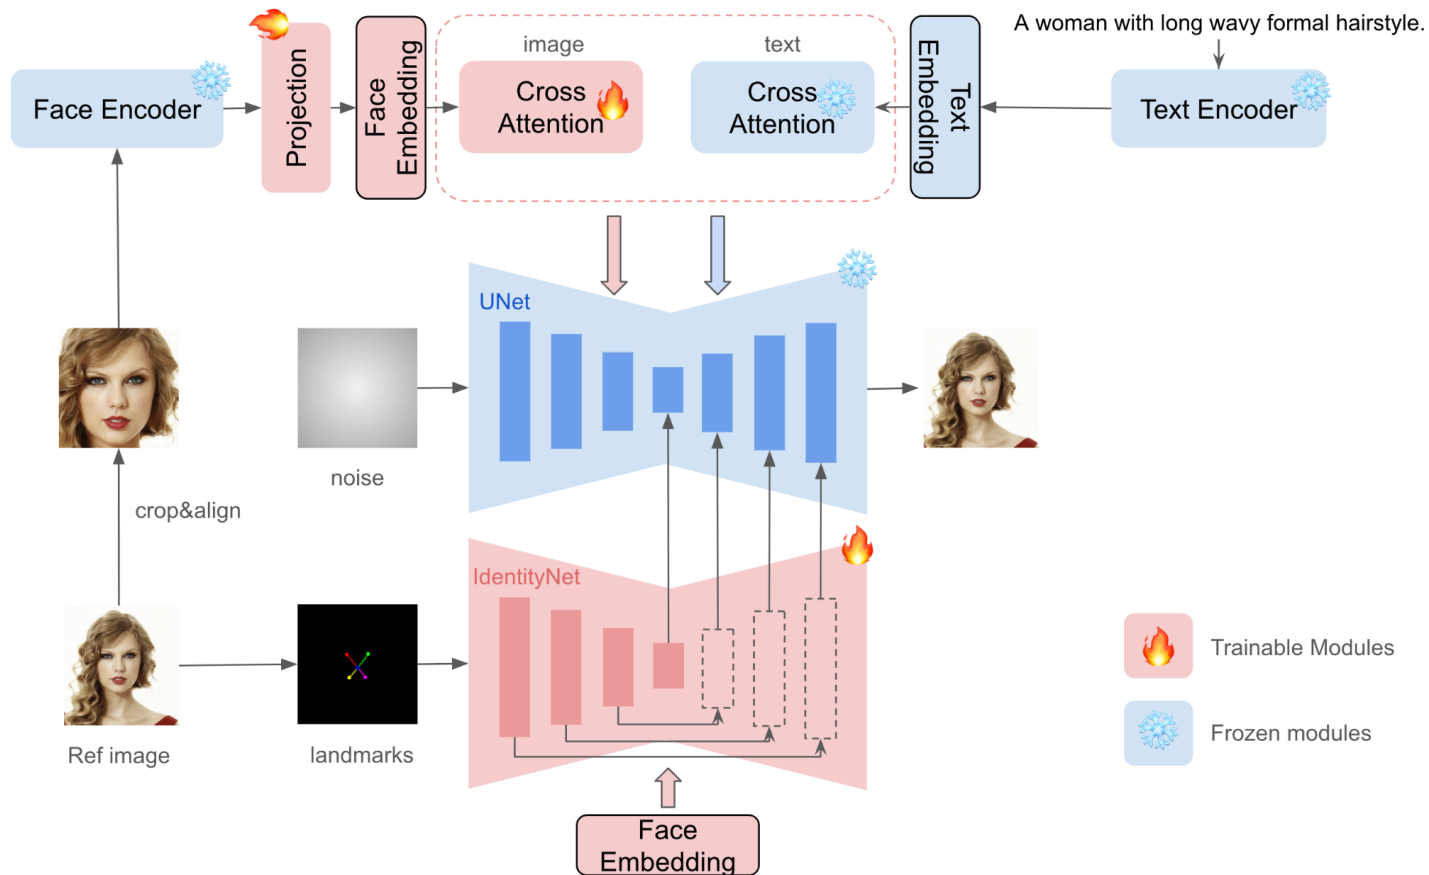 A woman with long wavy formal hairstyle.
image
text
Face Encoder
Projection
Face
Embedding
Cross
Attention
Cross
Attention
Text
Embedding
Text Encoder
UNet
noise
crop&align
IdentityNet
Ref image
landmarks
Face
Embedding
Trainable Modules
Frozen modules